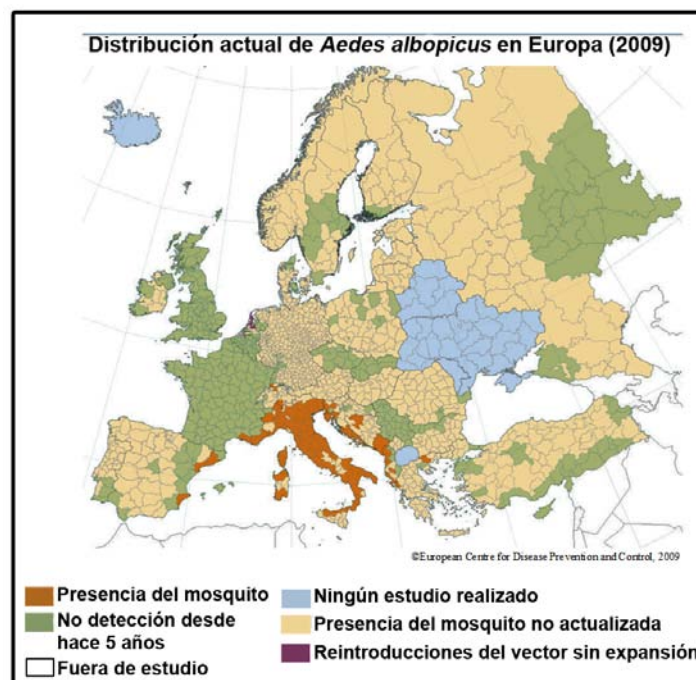 Distribución actual de Aedes albopicus en Europa (2009)
©European Centre for Disease Prevention and Control, 2009
Presencia del mosquito
No detección desde
hace 5 años
Fuera de estudio
Ningún estudio realizado
Presencia del mosquito no actualizada
Reintroducciones del vector sin expansión